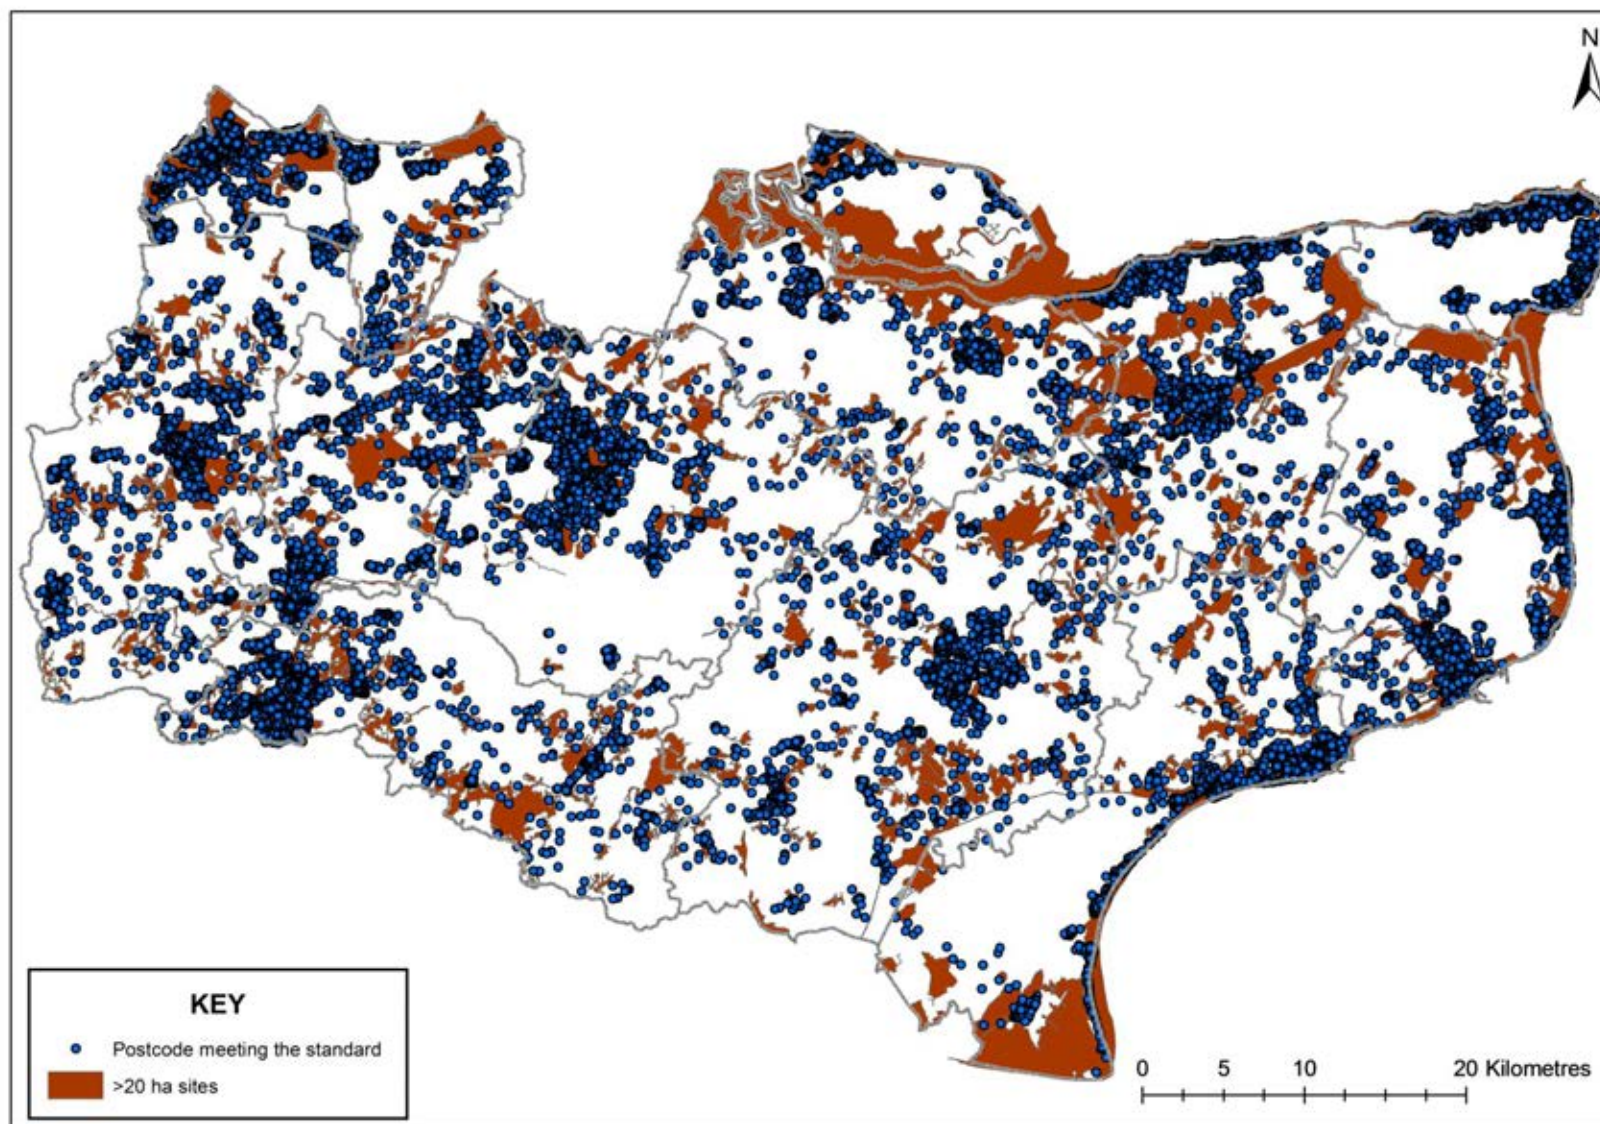 N
KEY
Postcode meeting the standard
>20 ha sites
0 5 10 20 Kilometres